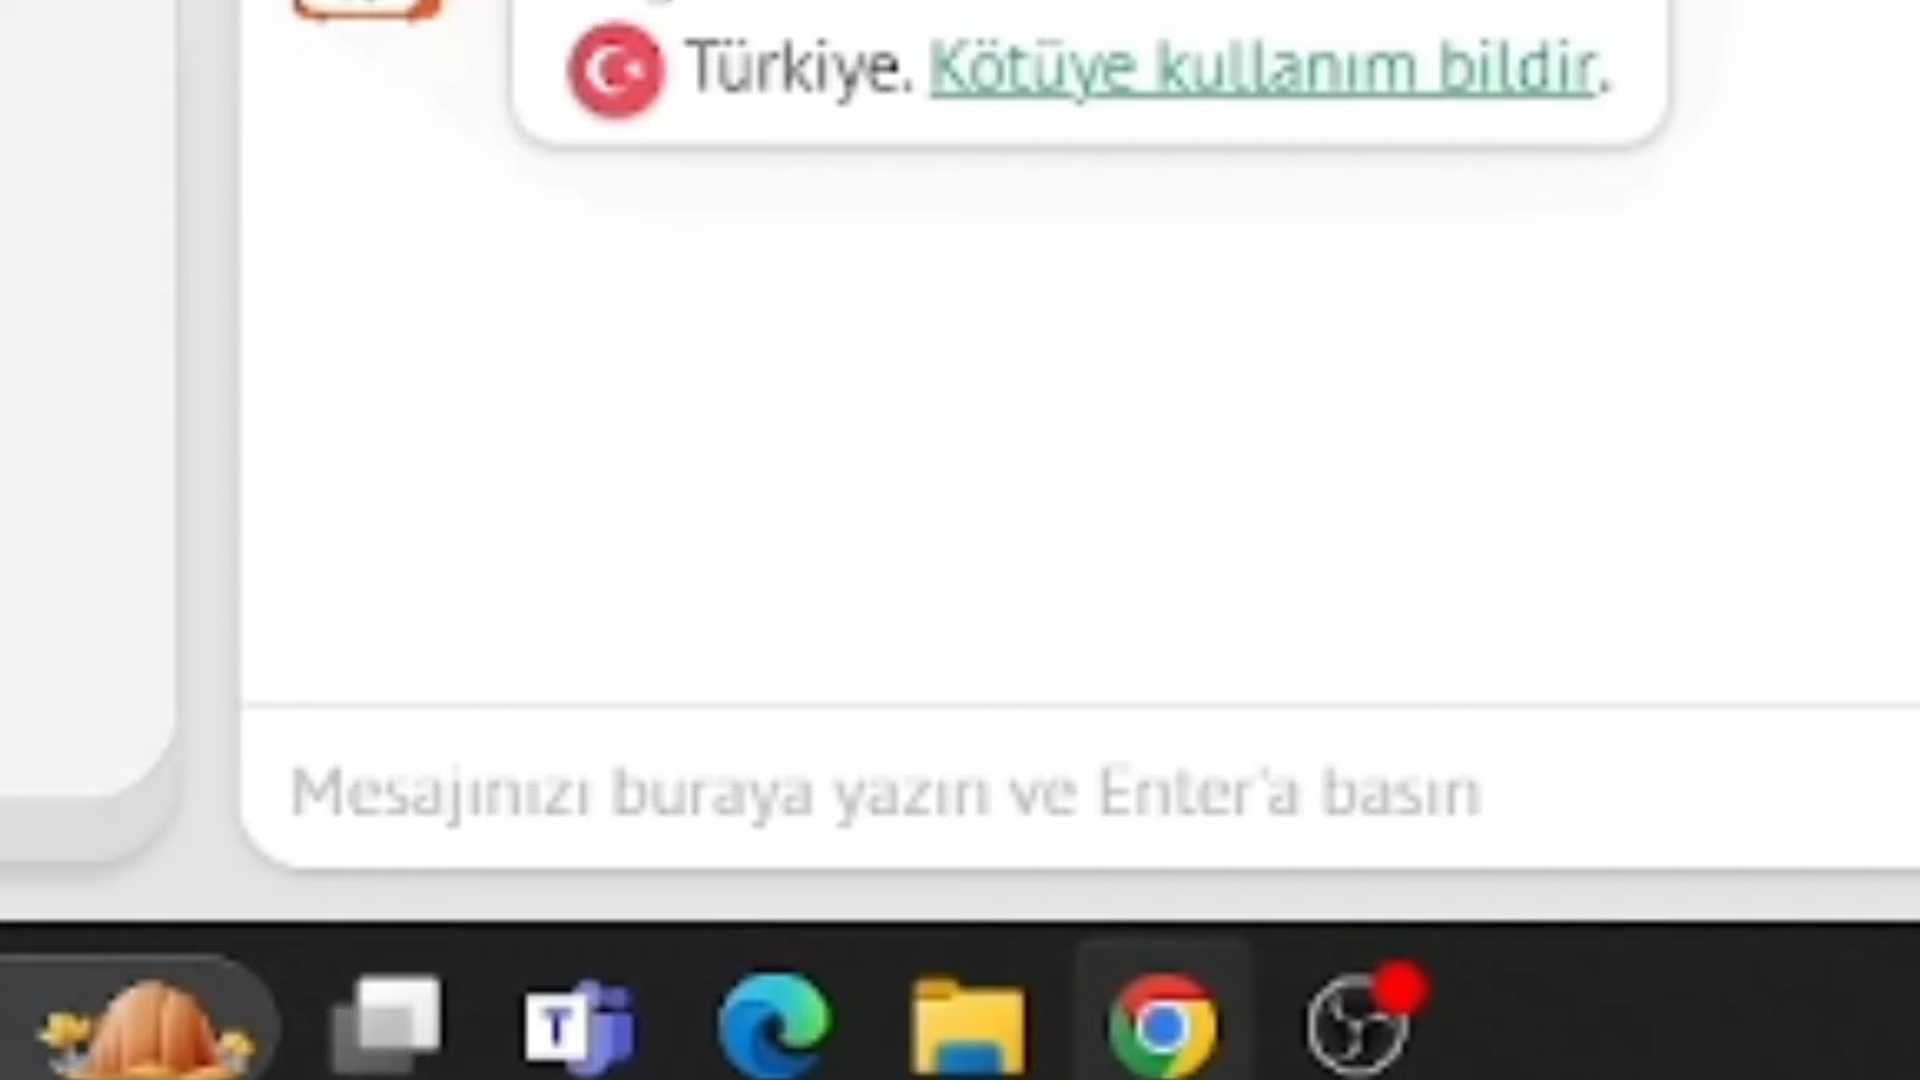 Türkiye. Kötüye kullanım bildir.
Mesajınızı buraya yazın ve Enter'a basın
T